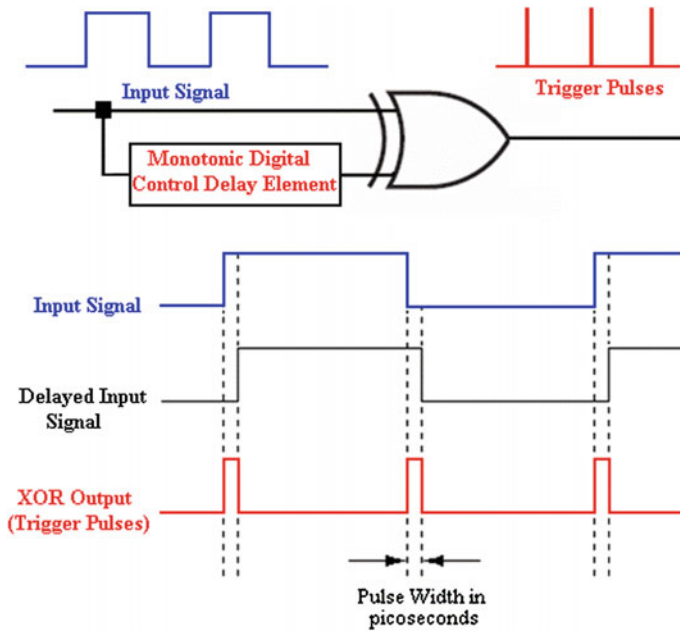 Input Signal
Trigger Pulses
Monotonic Digital
Control Delay Element
Input Signal
Delayed Input
Signal
XOR Output
(Trigger Pulses)
Pulse Width in
picoseconds